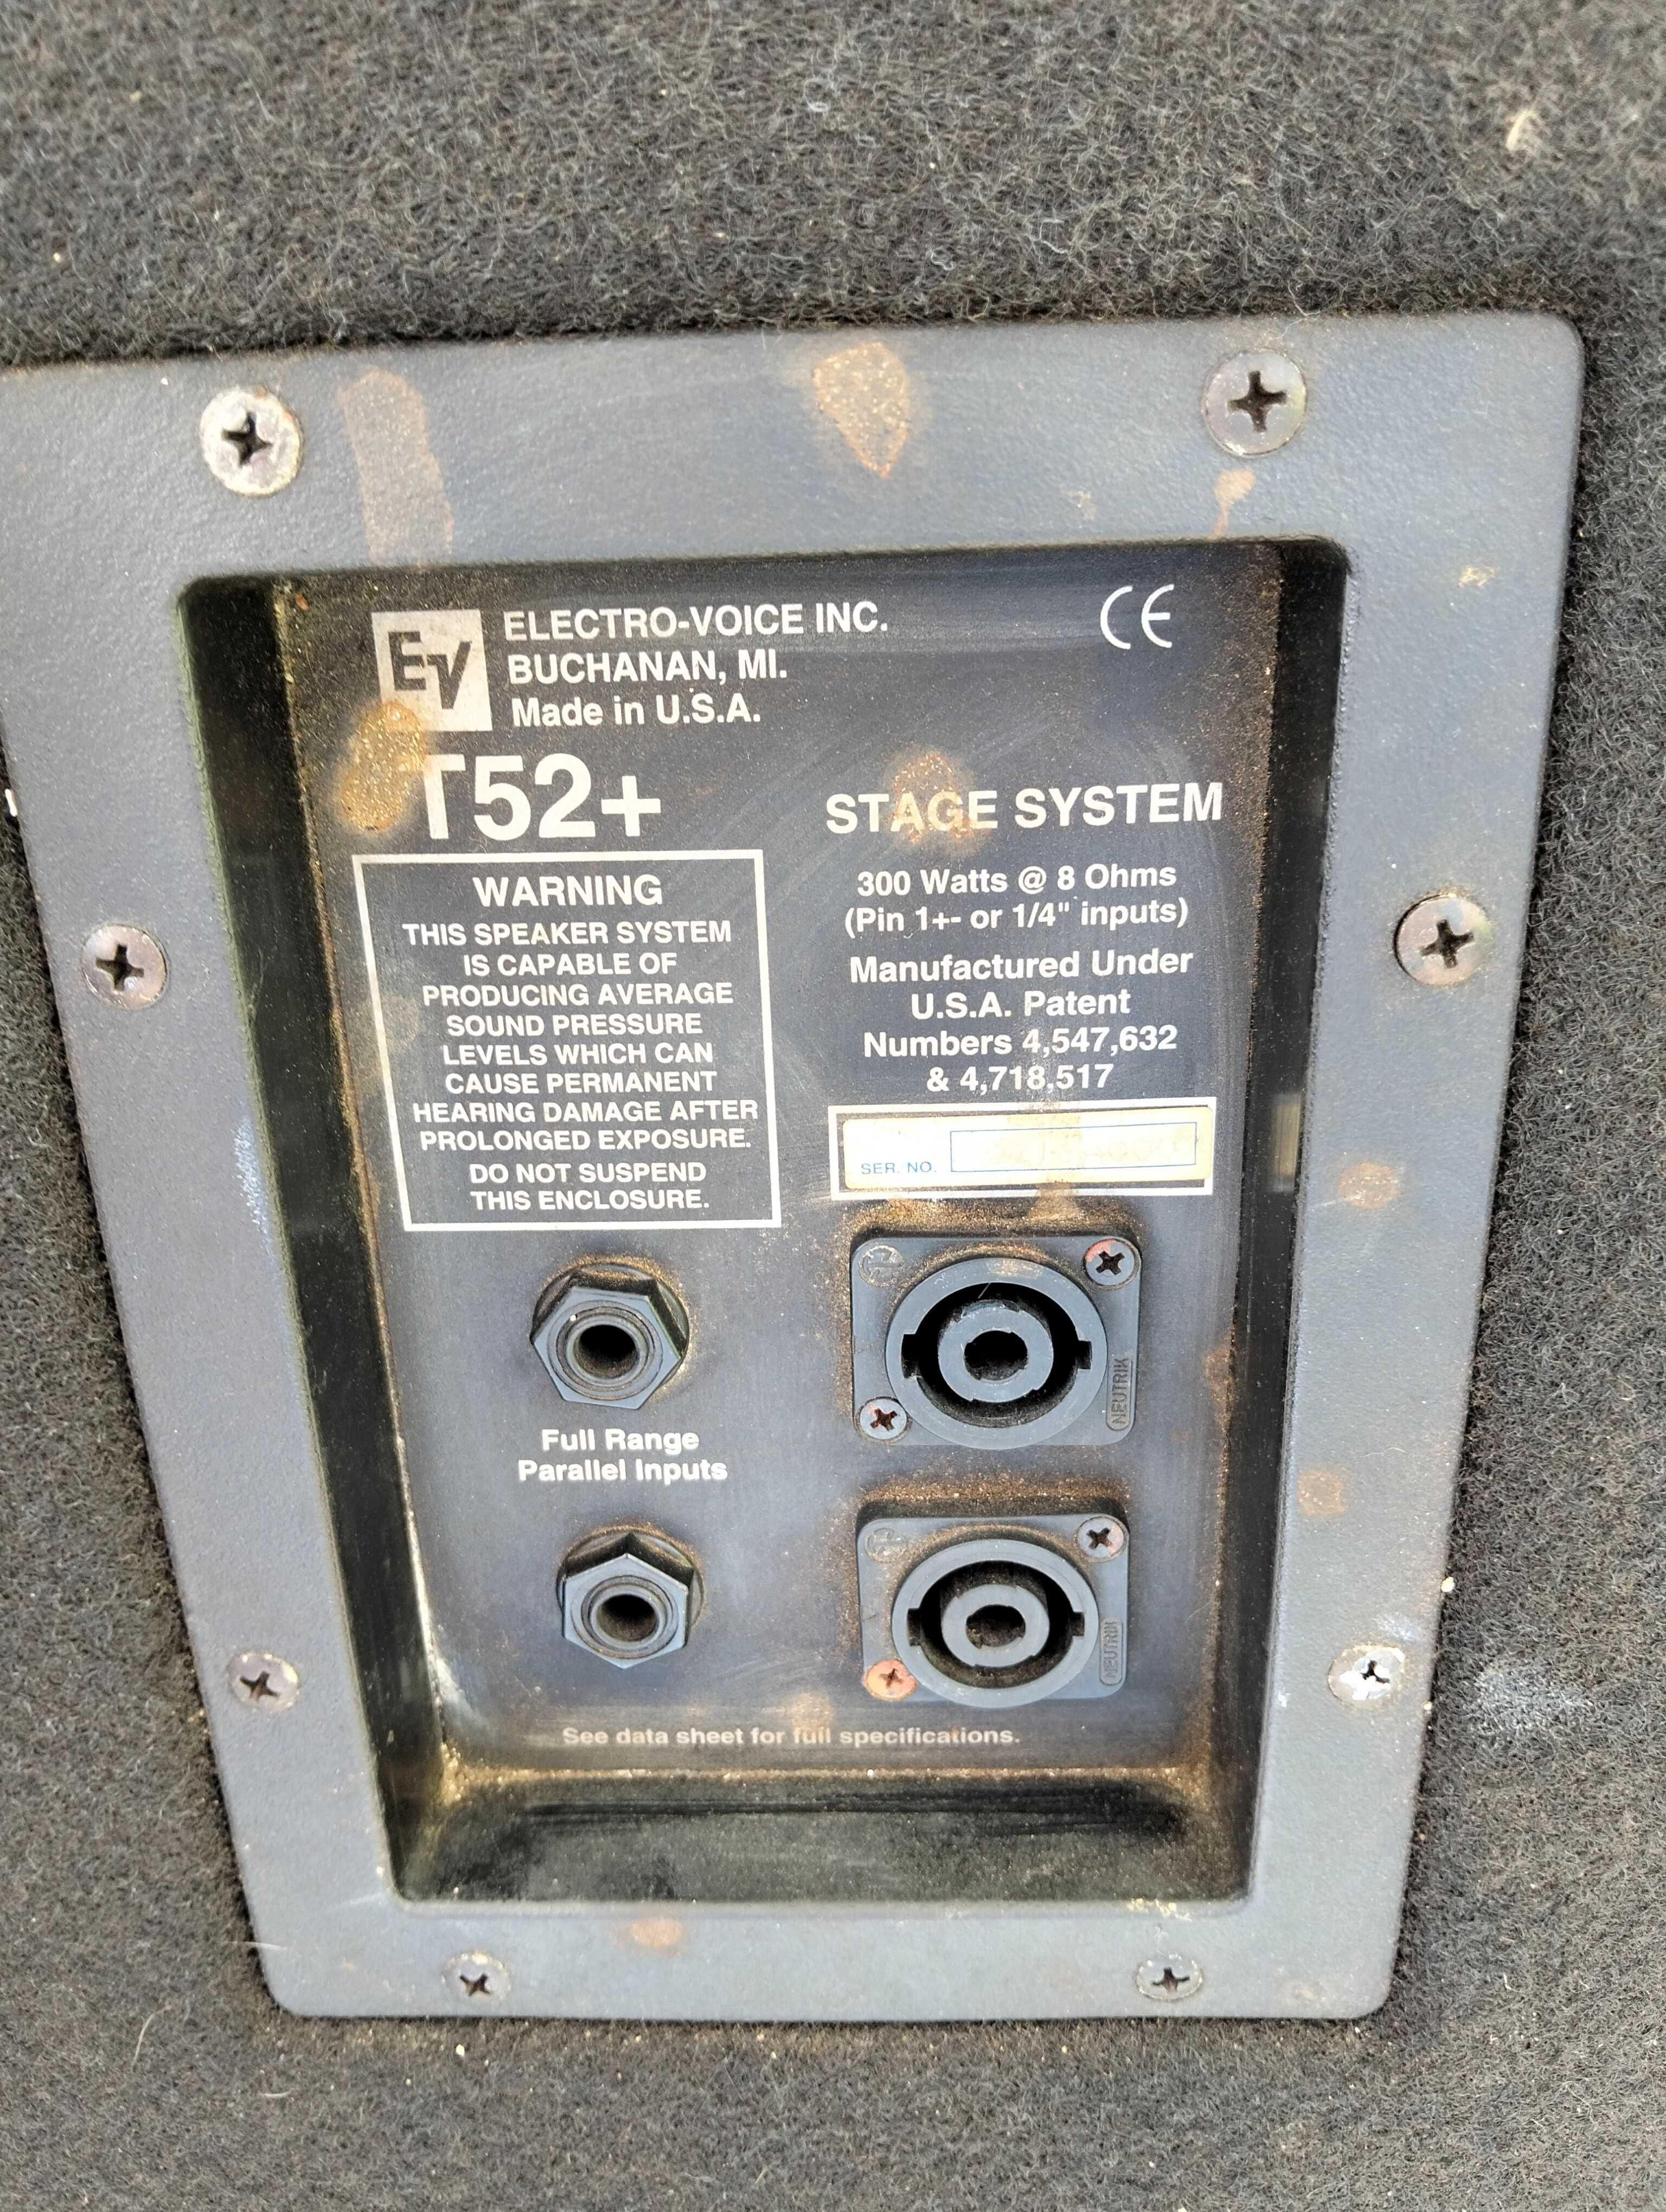 EV
ELECTRO-VOICE INC.
BUCHANAN, MI.
Made in U.S.A.
CE
T52+
WARNING
THIS SPEAKER SYSTEM
IS CAPABLE OF
PRODUCING AVERAGE
SOUND PRESSURE
LEVELS WHICH CAN
CAUSE PERMANENT
HEARING DAMAGE AFTER
PROLONGED EXPOSURE.
DO NOT SUSPEND
THIS ENCLOSURE.
STAGE SYSTEM
300 Watts @ 8 Ohms
(Pin 1+- or 1/4" inputs)
Manufactured Under
U.S.A. Patent
Numbers 4,547,632
& 4,718,517
SER. NO.
Full Range
Parallel Inputs
NEUTRIK
NEUTRIK
See data sheet for full specifications.